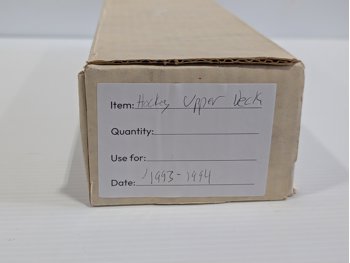 Item: Hockey Upper Deck
Quantity:
Use for:
Date: 1993-1994